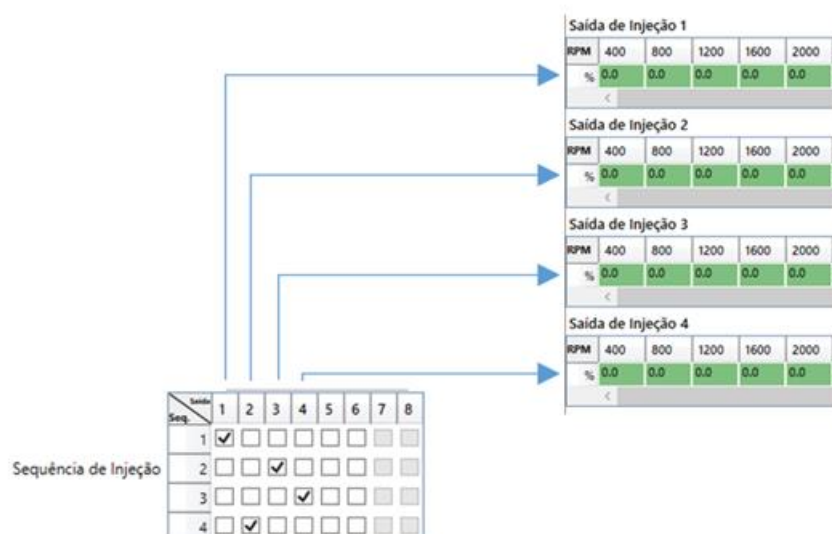 Saída de Injeção 1
RPM 400 800 1200 1600 2000
% 0.0 0.0 0.0 0.0 0.0
Saída de Injeção 2
RPM 400 800 1200 1600 2000
% 0.0 0.0 0.0 0.0 0.0
Saída de Injeção 3
RPM 400 800 1200 1600 2000
% 0.0 0.0 0.0 0.0 0.0
Saída de Injeção 4
RPM 400 800 1200 1600 2000
% 0.0 0.0 0.0 0.0 0.0
Saída
Seq. 1 2 3 4 5 6 7 8
1
Sequência de Injeção 2
3
4